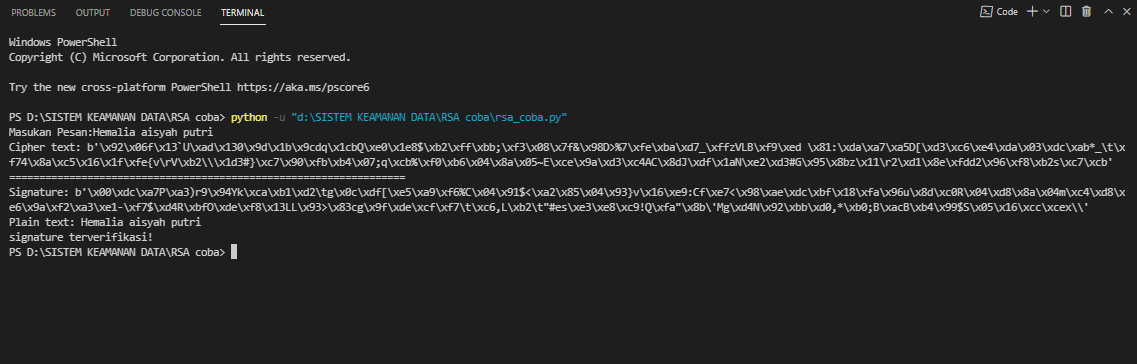 PROBLEMS OUTPUT DEBUG CONSOLE TERMINAL Code
Windows PowerShell
Copyright (C) Microsoft Corporation. All rights reserved.
Try the new cross-platform PowerShell https://aka.ms/pscore6
PS D:\SISTEM KEAMANAN DATA\RSA coba> python -u "d:\SISTEM KEAMANAN DATA\RSA coba\rsa_coba.py"
Masukan Pesan:Hemalia aisyah putri
Cipher text: b'\x92\x06f\x13`U\xad\x130\x9d\x1b\x9cdq\x1cbQ\xe0\x1e8$\xb2\xff\xbb;\xf3\x08\x7f&\x98D>%7\xfe\xba\xd7_\xffzVLB\xf9\xed \x81:\xda\xa7\xa5D[\xd3\xc6\xe4\xda\x03\xdc\xab*_\t\x
f74\x8a\xc5\x16\x1f\xfe{v\rV\xb2\\\x1d3#}\xc7\x90\xfb\xb4\x07;q\xcb%\xf0\xb6\x04\x8a\x05~E\xce\x9a\xd3\xc4AC\x8dJ\xdf\x1aN\xe2\xd3#G\x95\x8bz\x11\r2\xd1\x8e\xfdd2\x96\xf8\xb2s\xc7\xcb'
==================================================================
Signature: b'\x00\xdc\xa7P\xa3)r9\x94Yk\xca\xb1\xd2\tg\x0c\xdf[\xe5\xa9\xf6%C\x04\x91$<\xa2\x85\x04\x93}v\x16\xe9:Cf\xe7<\x98\xae\xdc\xbf\x18\xfa\x96u\x8d\xc0R\x04\xd8\x8a\x04m\xc4\xd8\x
e6\x9a\xf2\xa3\xe1-\xf7$\xd4R\xbfO\xde\xf8\x13LL\x93>\x83cg\x9f\xde\xcf\xf7\t\xc6,L\xb2\t"#es\xe3\xe8\xc9!Q\xfa"\x8b\'Mg\xd4N\x92\xbb\xd0,*\xb0;B\xacB\xb4\x99$S\x05\x16\xcc\xcex\\'
Plain text: Hemalia aisyah putri
signature terverifikasi!
PS D:\SISTEM KEAMANAN DATA\RSA coba>